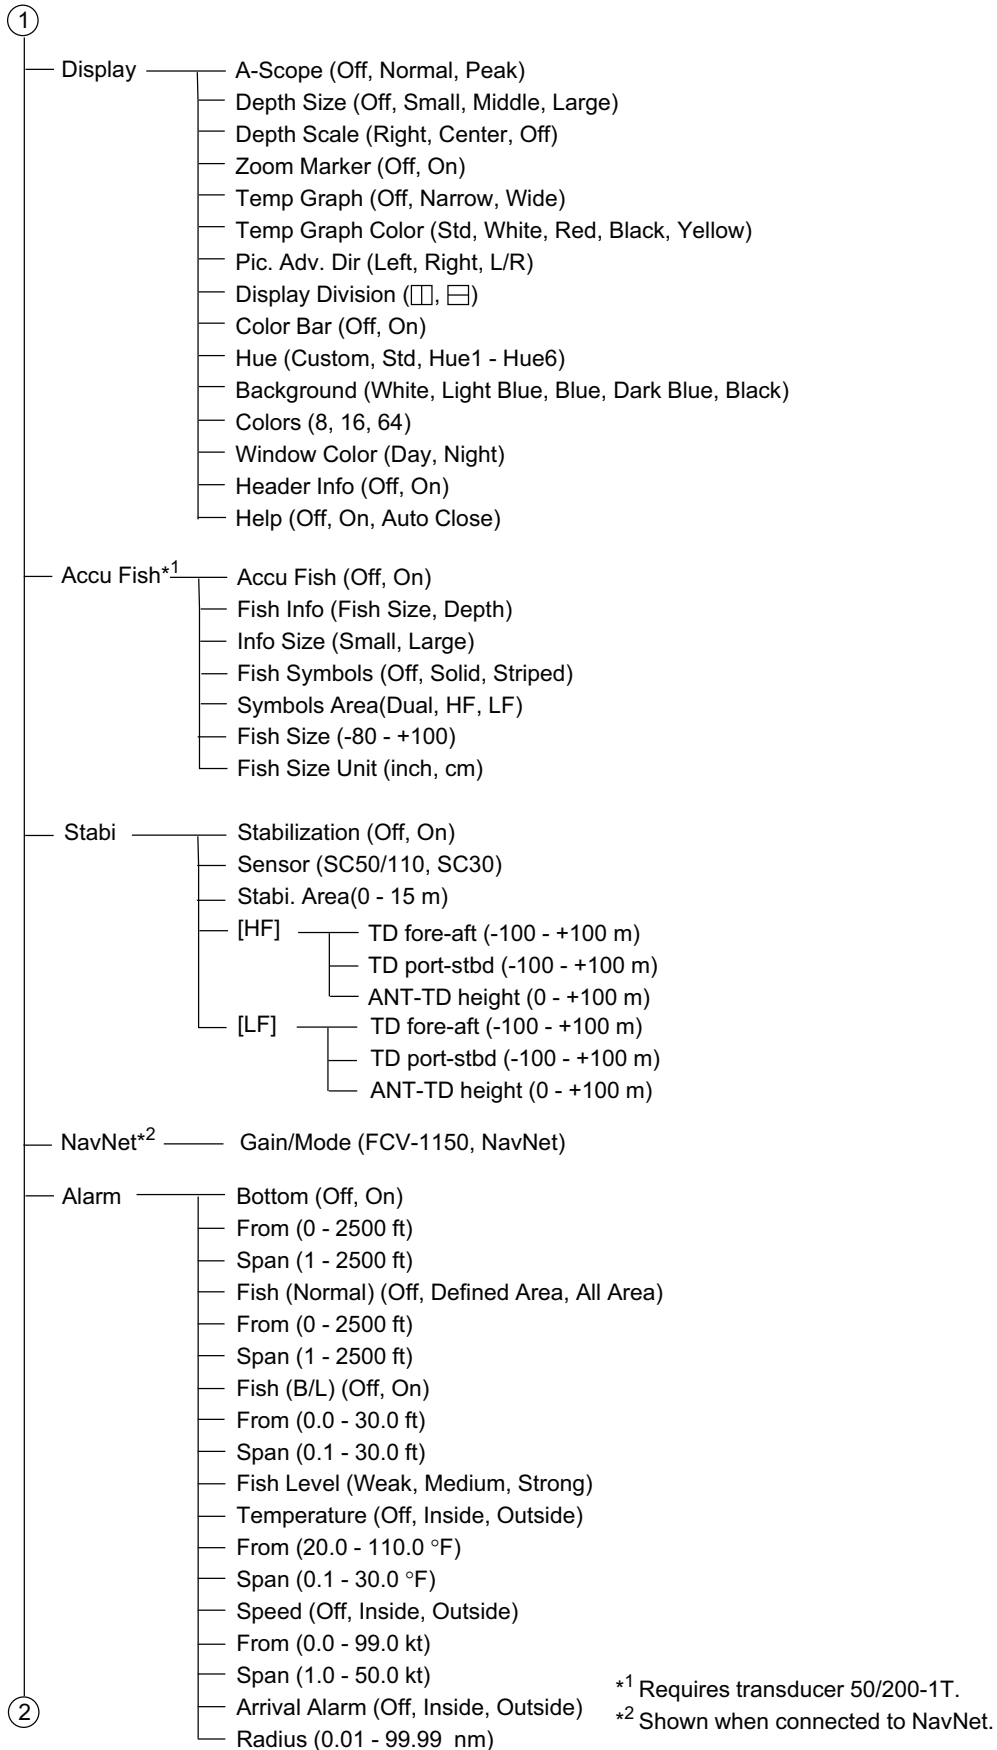 1
Display
A-Scope (Off, Normal, Peak)
Depth Size (Off, Small, Middle, Large)
Depth Scale (Right, Center, Off)
Zoom Marker (Off, On)
Temp Graph (Off, Narrow, Wide)
Temp Graph Color (Std, White, Red, Black, Yellow)
Pic. Adv. Dir (Left, Right, L/R)
Display Division (◫, ⊟)
Color Bar (Off, On)
Hue (Custom, Std, Hue1 - Hue6)
Background (White, Light Blue, Blue, Dark Blue, Black)
Colors (8, 16, 64)
Window Color (Day, Night)
Header Info (Off, On)
Help (Off, On, Auto Close)
Accu Fish*1
Accu Fish (Off, On)
Fish Info (Fish Size, Depth)
Info Size (Small, Large)
Fish Symbols (Off, Solid, Striped)
Symbols Area(Dual, HF, LF)
Fish Size (-80 - +100)
Fish Size Unit (inch, cm)
Stabi
Stabilization (Off, On)
Sensor (SC50/110, SC30)
Stabi. Area(0 - 15 m)
[HF]
TD fore-aft (-100 - +100 m)
TD port-stbd (-100 - +100 m)
ANT-TD height (0 - +100 m)
[LF]
TD fore-aft (-100 - +100 m)
TD port-stbd (-100 - +100 m)
ANT-TD height (0 - +100 m)
NavNet*2
Gain/Mode (FCV-1150, NavNet)
Alarm
Bottom (Off, On)
From (0 - 2500 ft)
Span (1 - 2500 ft)
Fish (Normal) (Off, Defined Area, All Area)
From (0 - 2500 ft)
Span (1 - 2500 ft)
Fish (B/L) (Off, On)
From (0.0 - 30.0 ft)
Span (0.1 - 30.0 ft)
Fish Level (Weak, Medium, Strong)
Temperature (Off, Inside, Outside)
From (20.0 - 110.0 °F)
Span (0.1 - 30.0 °F)
Speed (Off, Inside, Outside)
From (0.0 - 99.0 kt)
Span (1.0 - 50.0 kt)
Arrival Alarm (Off, Inside, Outside)
Radius (0.01 - 99.99 nm)
2
*1 Requires transducer 50/200-1T.
*2 Shown when connected to NavNet.